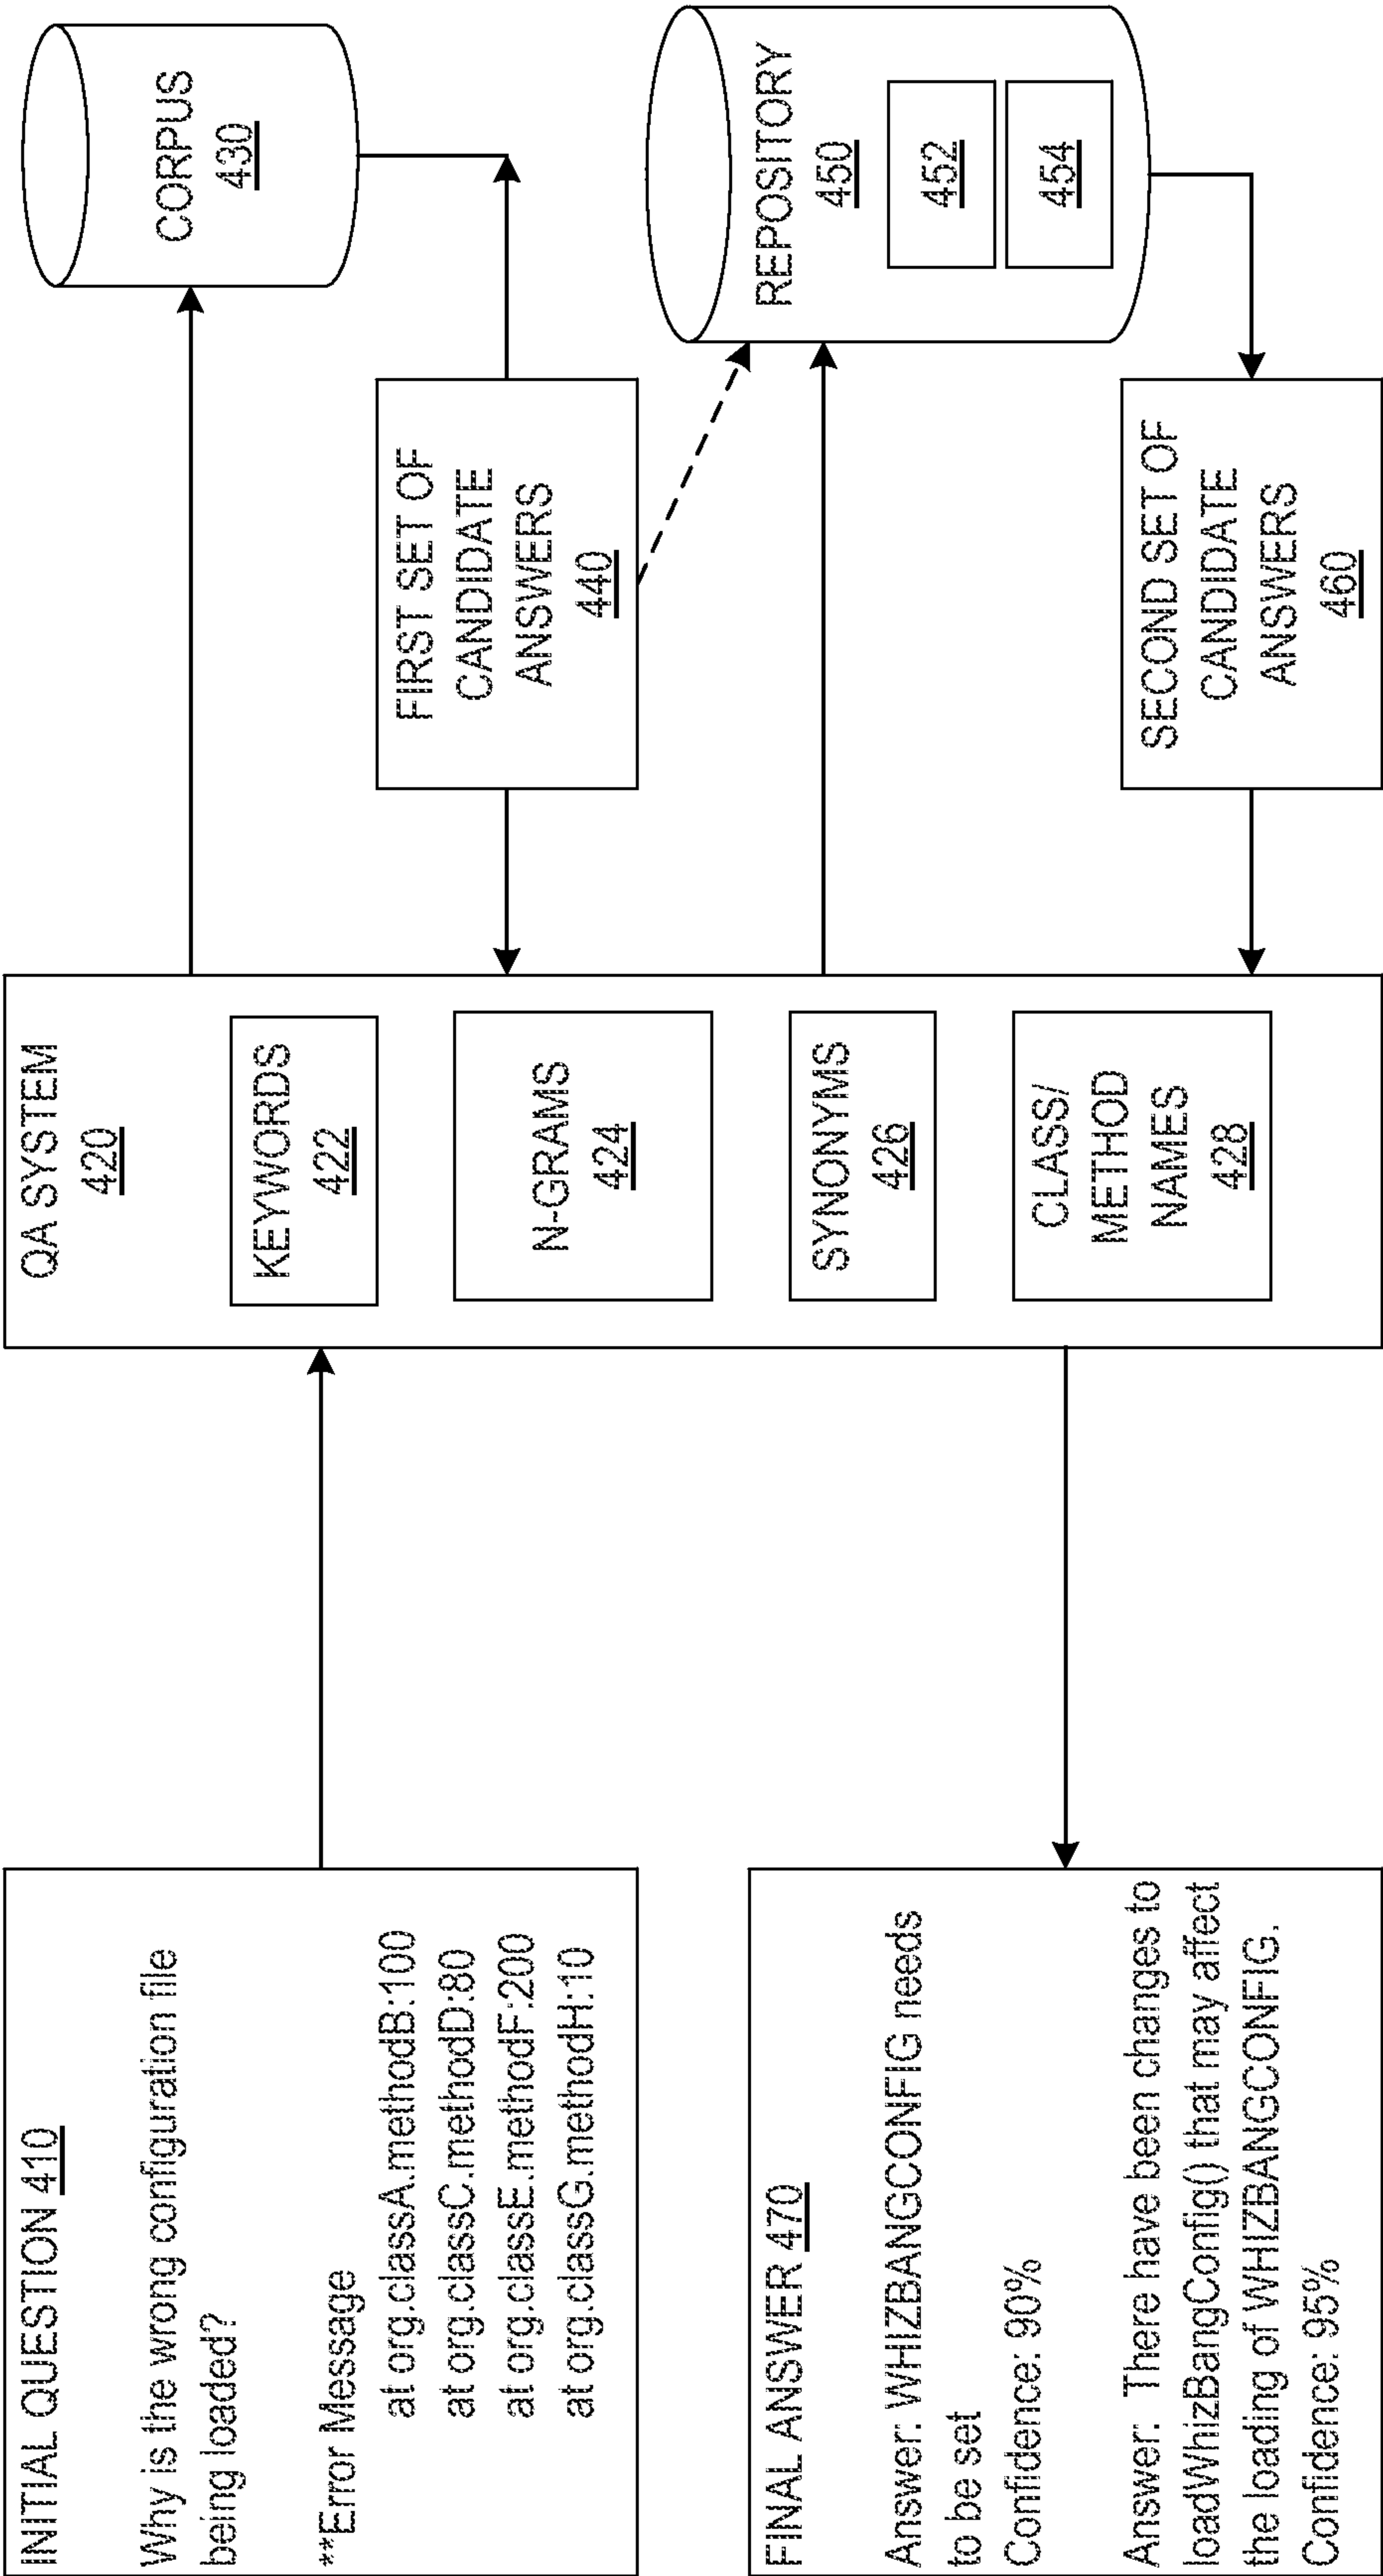 INITIAL QUESTION 410
Why is the wrong configuration file
being loaded?
**Error Message
at org.classA.methodB:100
at org.classC.methodD:80
at org.classE.methodF:200
at org.classG.methodH:10
FINAL ANSWER 470
Answer: WHIZBANGCONFIG needs
to be set
Confidence: 90%
Answer: There have been changes to
loadWhizBangConfig() that may affect
the loading of WHIZBANGCONFIG.
Confidence: 95%
QA SYSTEM
420
KEYWORDS
422
N-GRAMS
424
SYNONYMS
426
CLASS/
METHOD
NAMES
428
FIRST SET OF
CANDIDATE
ANSWERS
440
SECOND SET OF
CANDIDATE
ANSWERS
460
CORPUS
430
REPOSITORY
450
452
454